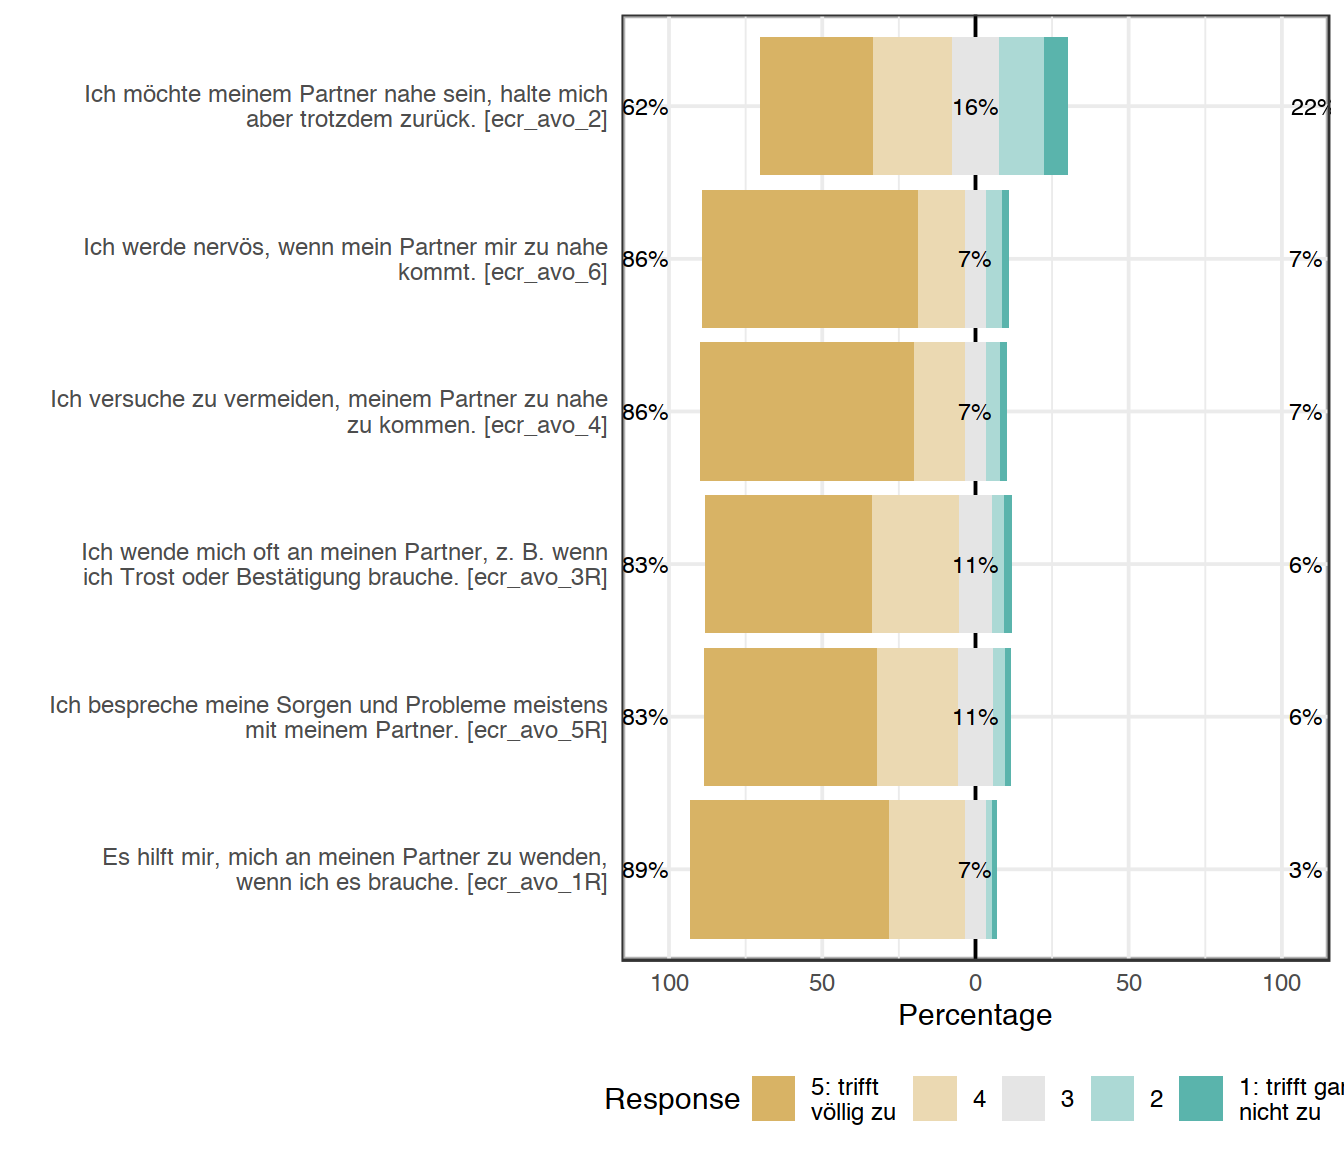 Ich möchte meinem Partner nahe sein, halte mich
aber trotzdem zurück. [ecr_avo_2]
62%
16%
22%
Ich werde nervös, wenn mein Partner mir zu nahe
kommt. [ecr_avo_6]
86%
7%
7%
Ich versuche zu vermeiden, meinem Partner zu nahe
zu kommen. [ecr_avo_4]
86%
7%
7%
Ich wende mich oft an meinen Partner, z. B. wenn
ich Trost oder Bestätigung brauche. [ecr_avo_3R]
83%
11%
6%
Ich bespreche meine Sorgen und Probleme meistens
mit meinem Partner. [ecr_avo_5R]
83%
11%
6%
Es hilft mir, mich an meinen Partner zu wenden,
wenn ich es brauche. [ecr_avo_1R]
89%
7%
3%
100 50 0 50 100
Percentage
Response
5: trifft
völlig zu
4
3
2
1: trifft gar
nicht zu